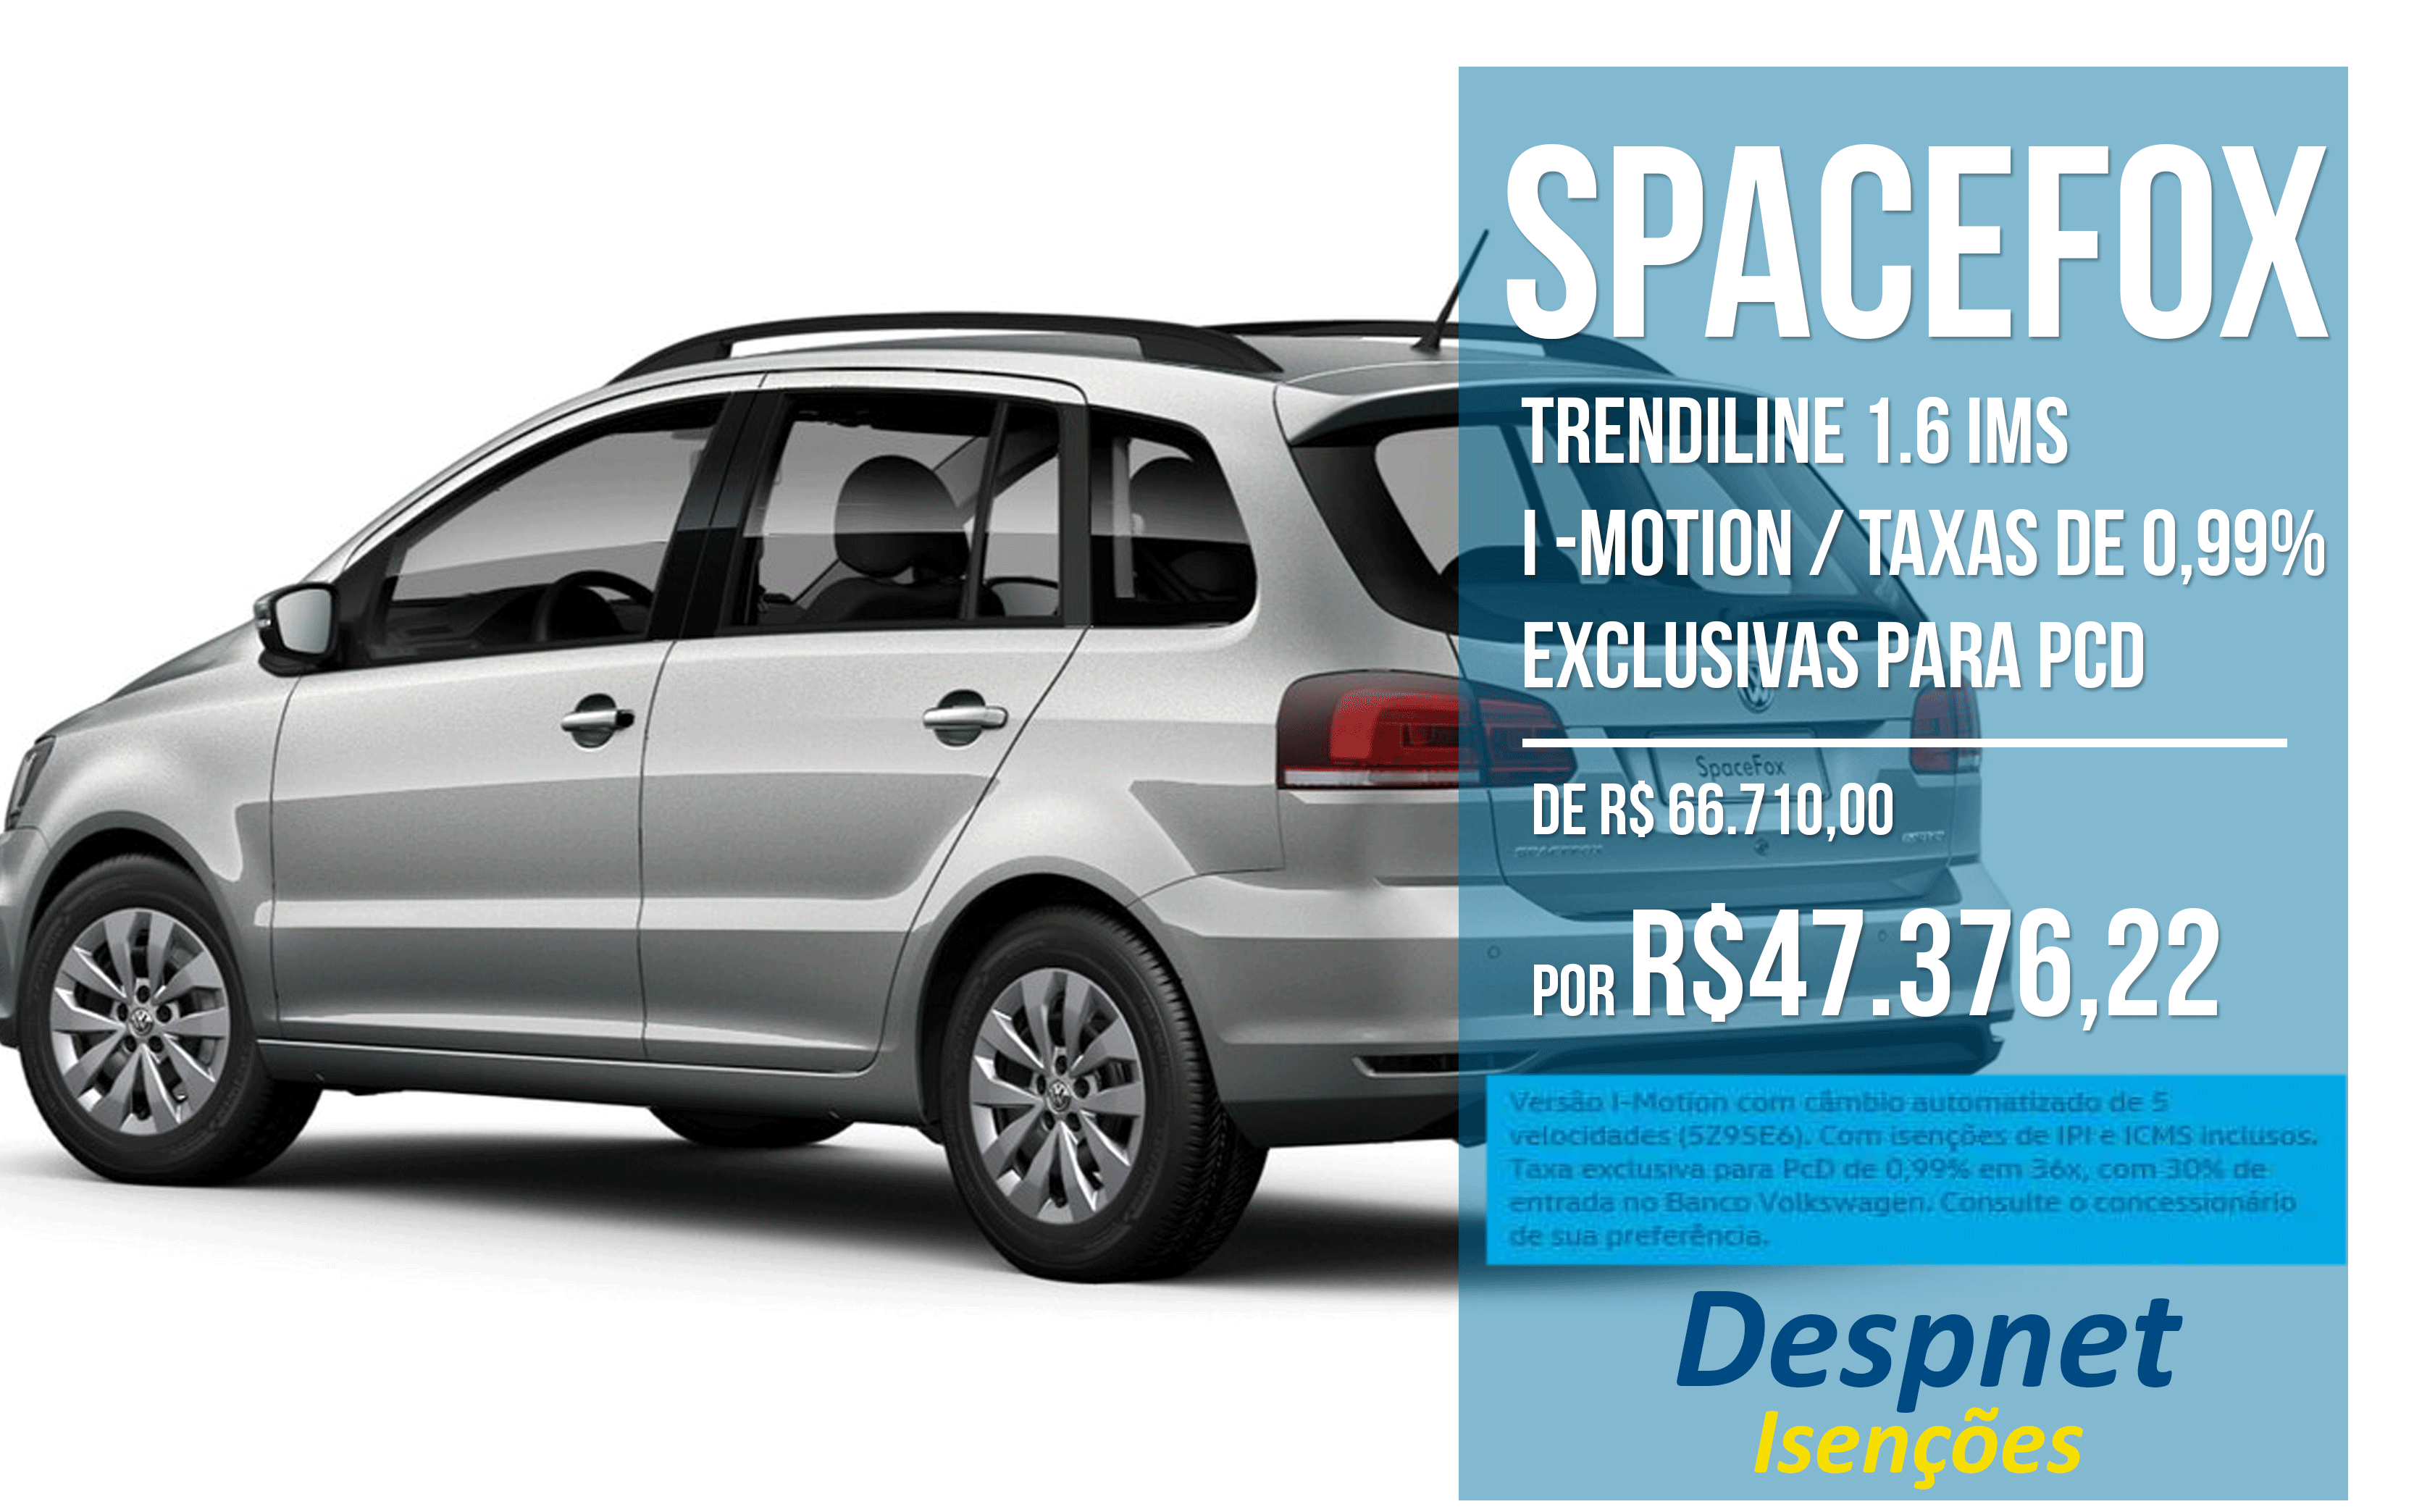 SPACEFOX
TRENDILINE 1.6 IMS
I -MOTION / TAXAS DE 0,99%
EXCLUSIVAS PARA PCD
SpaceFox
DE R$ 66.710,00
SPACEFOX
POR R$47.376,22
Versão I-Motion com câmbio automatizado de 5
velocidades (5Z95E6). Com isenções de IPI e ICMS inclusos.
Taxa exclusiva para PcD de 0,99% em 36x, com 30% de
entrada no Banco Volkswagen. Consulte o concessionário
de sua preferência.
Despnet
Isenções